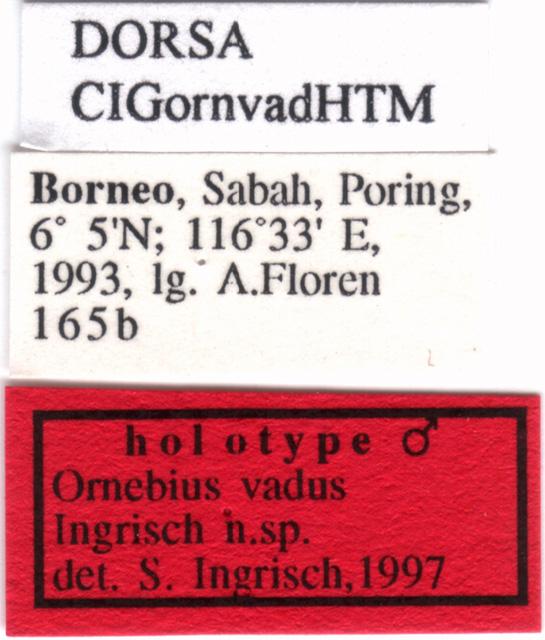 DORSA
CIGornvadHTM
Borneo, Sabah, Poring,
6° 5'N; 116°33' E,
1993, lg. A.Floren
165b
holotype ♂
Ornebius vadus
Ingrisch n.sp.
det. S. Ingrisch,1997